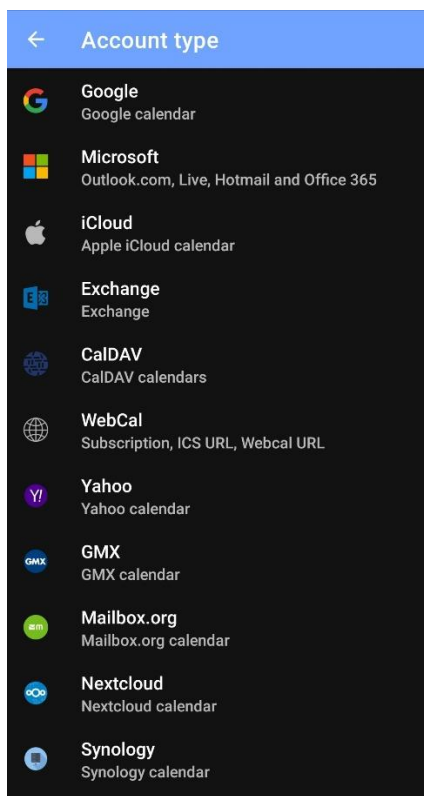 Account type
Google
Google calendar
Microsoft
Outlook.com, Live, Hotmail and Office 365
iCloud
Apple iCloud calendar
Exchange
Exchange
CalDAV
CalDAV calendars
WebCal
Subscription, ICS URL, Webcal URL
Y!
Yahoo
Yahoo calendar
GMX
GMX
GMX calendar
Mailbox.org
Mailbox.org calendar
Nextcloud
Nextcloud calendar
Synology
Synology calendar